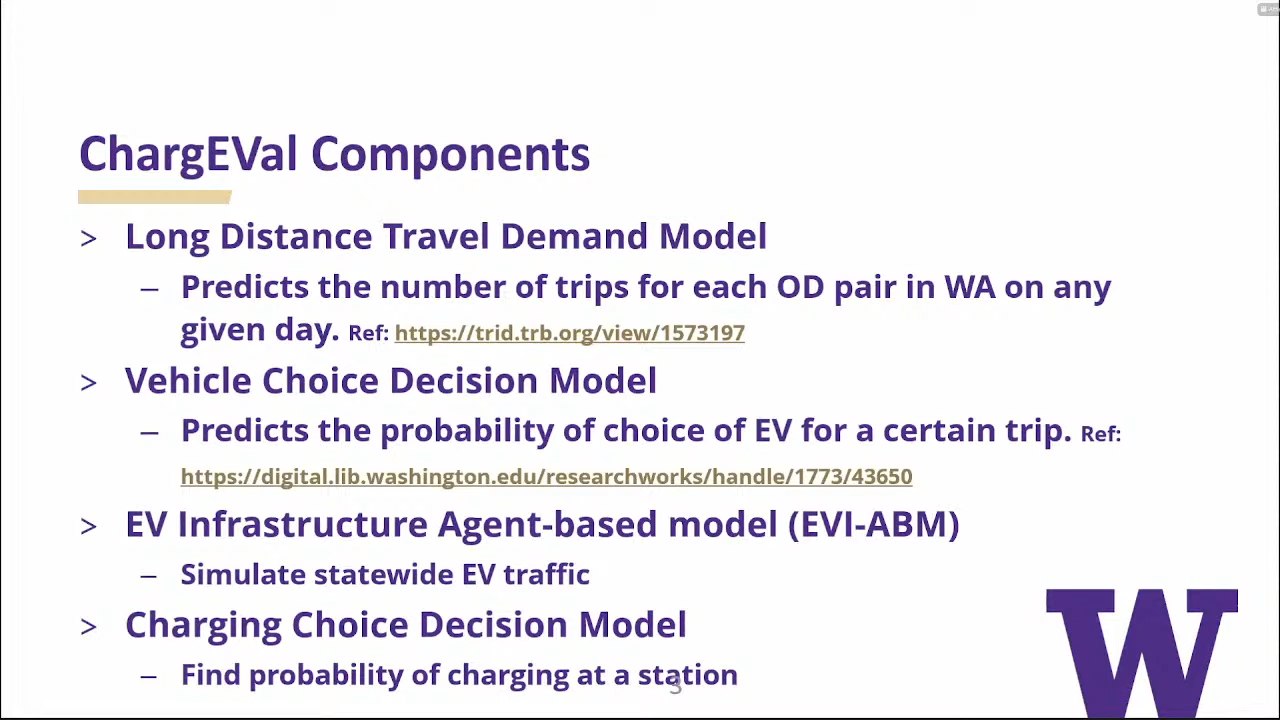 ChargEVal Components
> Long Distance Travel Demand Model
– Predicts the number of trips for each OD pair in WA on any
given day. Ref: https://trid.trb.org/view/1573197
> Vehicle Choice Decision Model
– Predicts the probability of choice of EV for a certain trip. Ref:
https://digital.lib.washington.edu/researchworks/handle/1773/43650
> EV Infrastructure Agent-based model (EVI-ABM)
– Simulate statewide EV traffic
> Charging Choice Decision Model
– Find probability of charging at a station
3
W